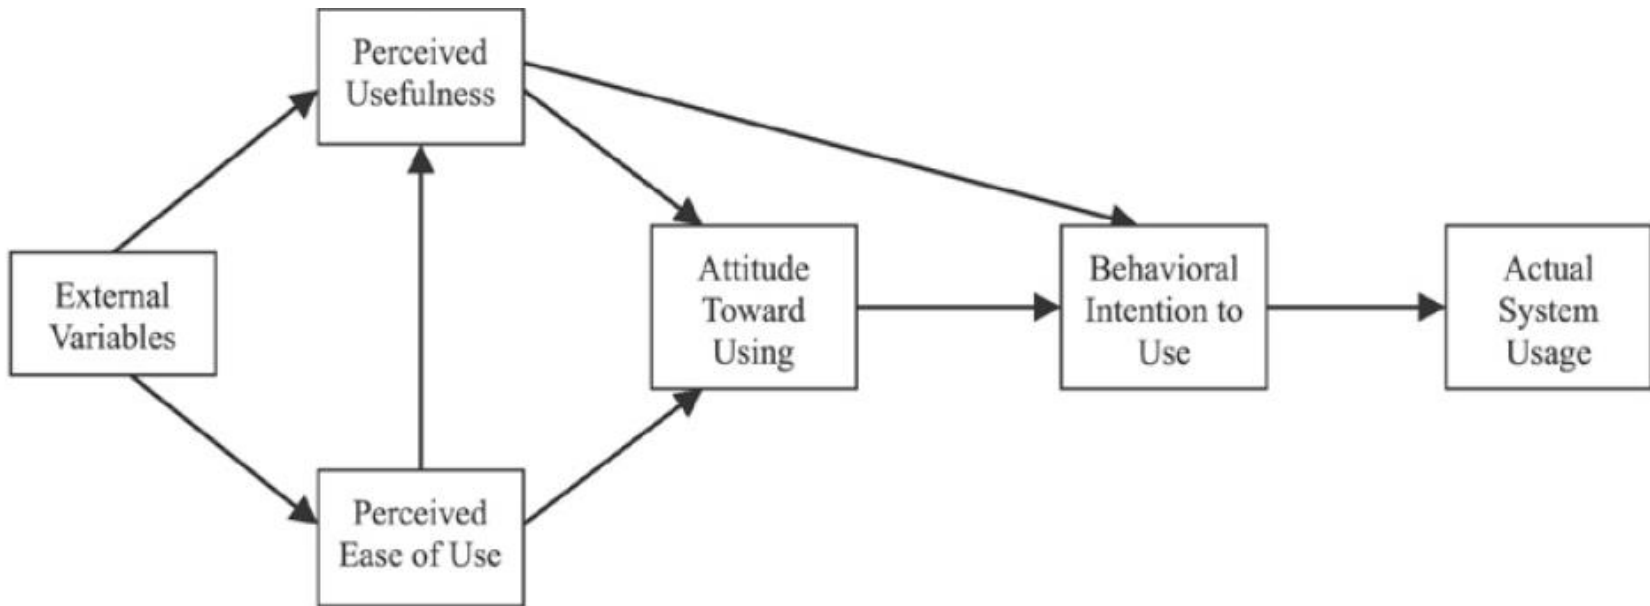 Perceived
Usefulness
External
Variables
Perceived
Ease of Use
Attitude
Toward
Using
Behavioral
Intention to
Use
Actual
System
Usage